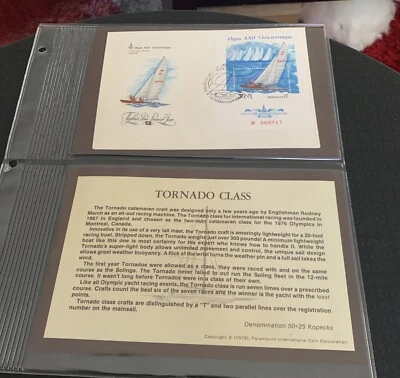 Игры XXII Олимпиады
Игры XXII Олимпиады
TORNADO CLASS
The Tornado catamaran craft was designed only a few years ago by Englishman Rodney
March as an all-out racing machine. The Tornado class for international racing was founded in
1967 in England and chosen as the two-man catamaran class for the 1976 Olympics in
Montreal, Canada.
Innovative in its use of a very tall mast, the Tornado craft is amazingly lightweight for a 20-foot
racing boat. Stripped down, the Tornado weighs just over 300 pounds! A minimum lightweight
boat like this one is most certainly for the expert who knows how to handle it. While the
Tornado's super-light body allows unlimited movement and control, the unique sail design
allows great weather buoyancy. A flick of the wrist turns the weather pin and a full sail takes the
wind.
The first year Tornados were allowed as a class, they were raced with and on the same
course as the Solings. The Tornado never failed to out run the Soling fleet in the 12-mile
course. It wasn't long before Tornados were in a class of their own.
Like all Olympic yacht racing events, the Tornado class is run seven times over a prescribed
course. Crafts count the best six of the seven races and the winner is the yacht with the least
points.
Tornado class crafts are distinguished by a "T" and two parallel lines over the registration
number on the mainsail.
Denomination 50+25 Kopecks
Paramount International Coin Corporation